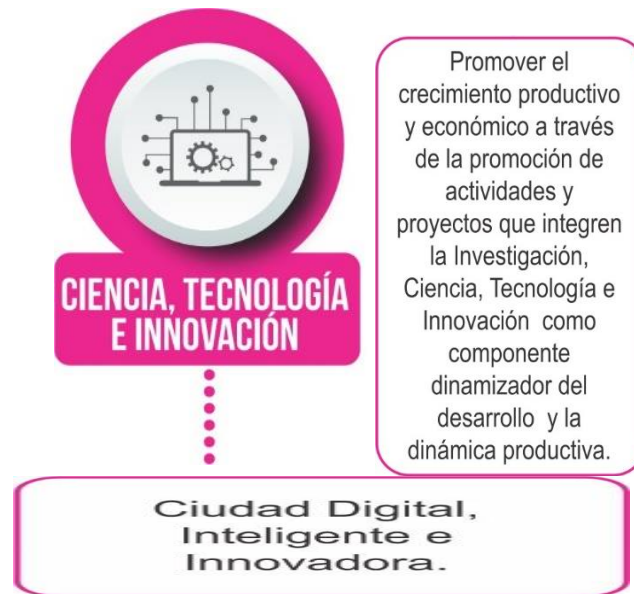 CIENCIA, TECNOLOGÍA
E INNOVACIÓN
Promover el
crecimiento productivo
y económico a través
de la promoción de
actividades y
proyectos que integren
la Investigación,
Ciencia, Tecnología e
Innovación como
componente
dinamizador del
desarrollo y la
dinámica productiva.
Ciudad Digital,
Inteligente e
Innovadora.